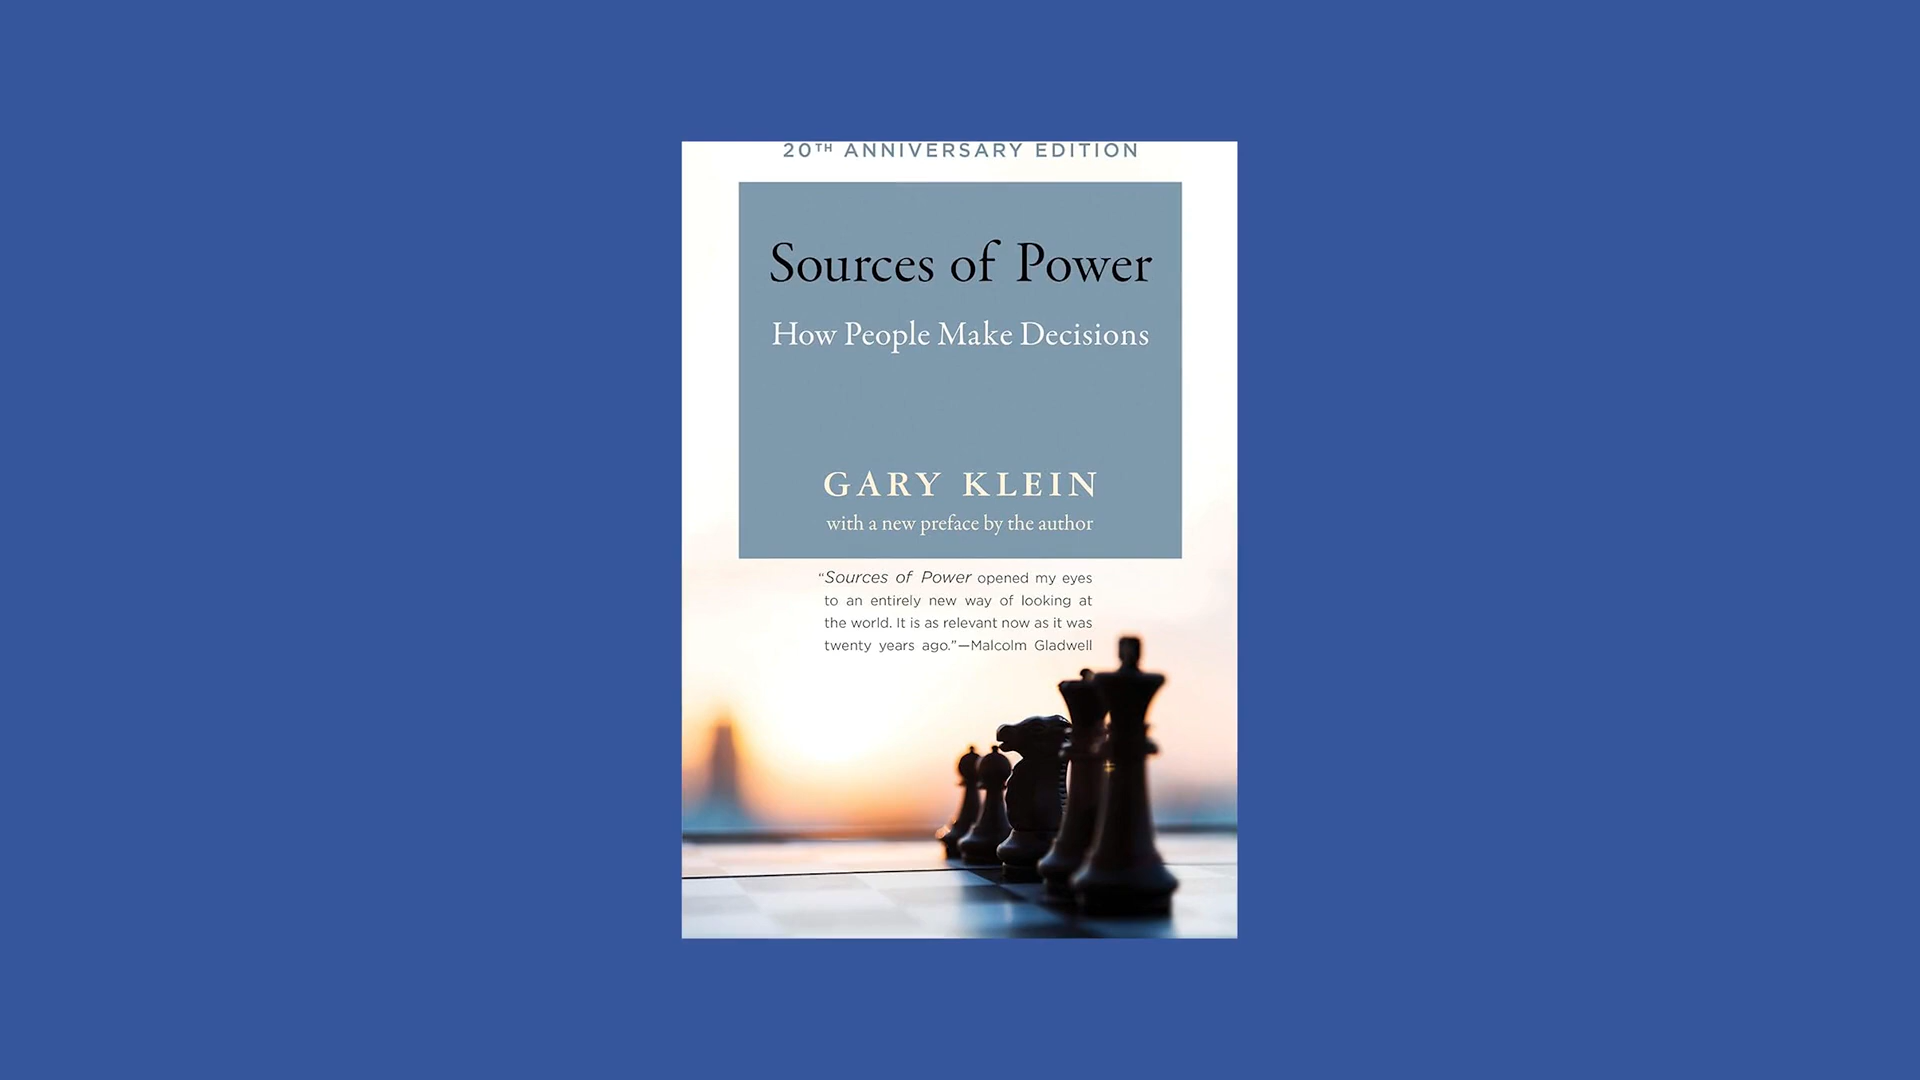 20TH ANNIVERSARY EDITION
Sources of Power
How People Make Decisions
GARY KLEIN
with a new preface by the author
“Sources of Power opened my eyes
to an entirely new way of looking at
the world. It is as relevant now as it was
twenty years ago.”—Malcolm Gladwell